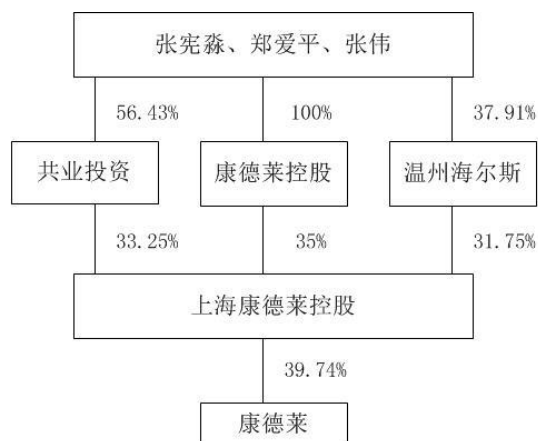 张宪淼、郑爱平、张伟
56.43%
100%
37.91%
共业投资
康德莱控股
温州海尔斯
33.25%
35%
31.75%
上海康德莱控股
39.74%
康德莱